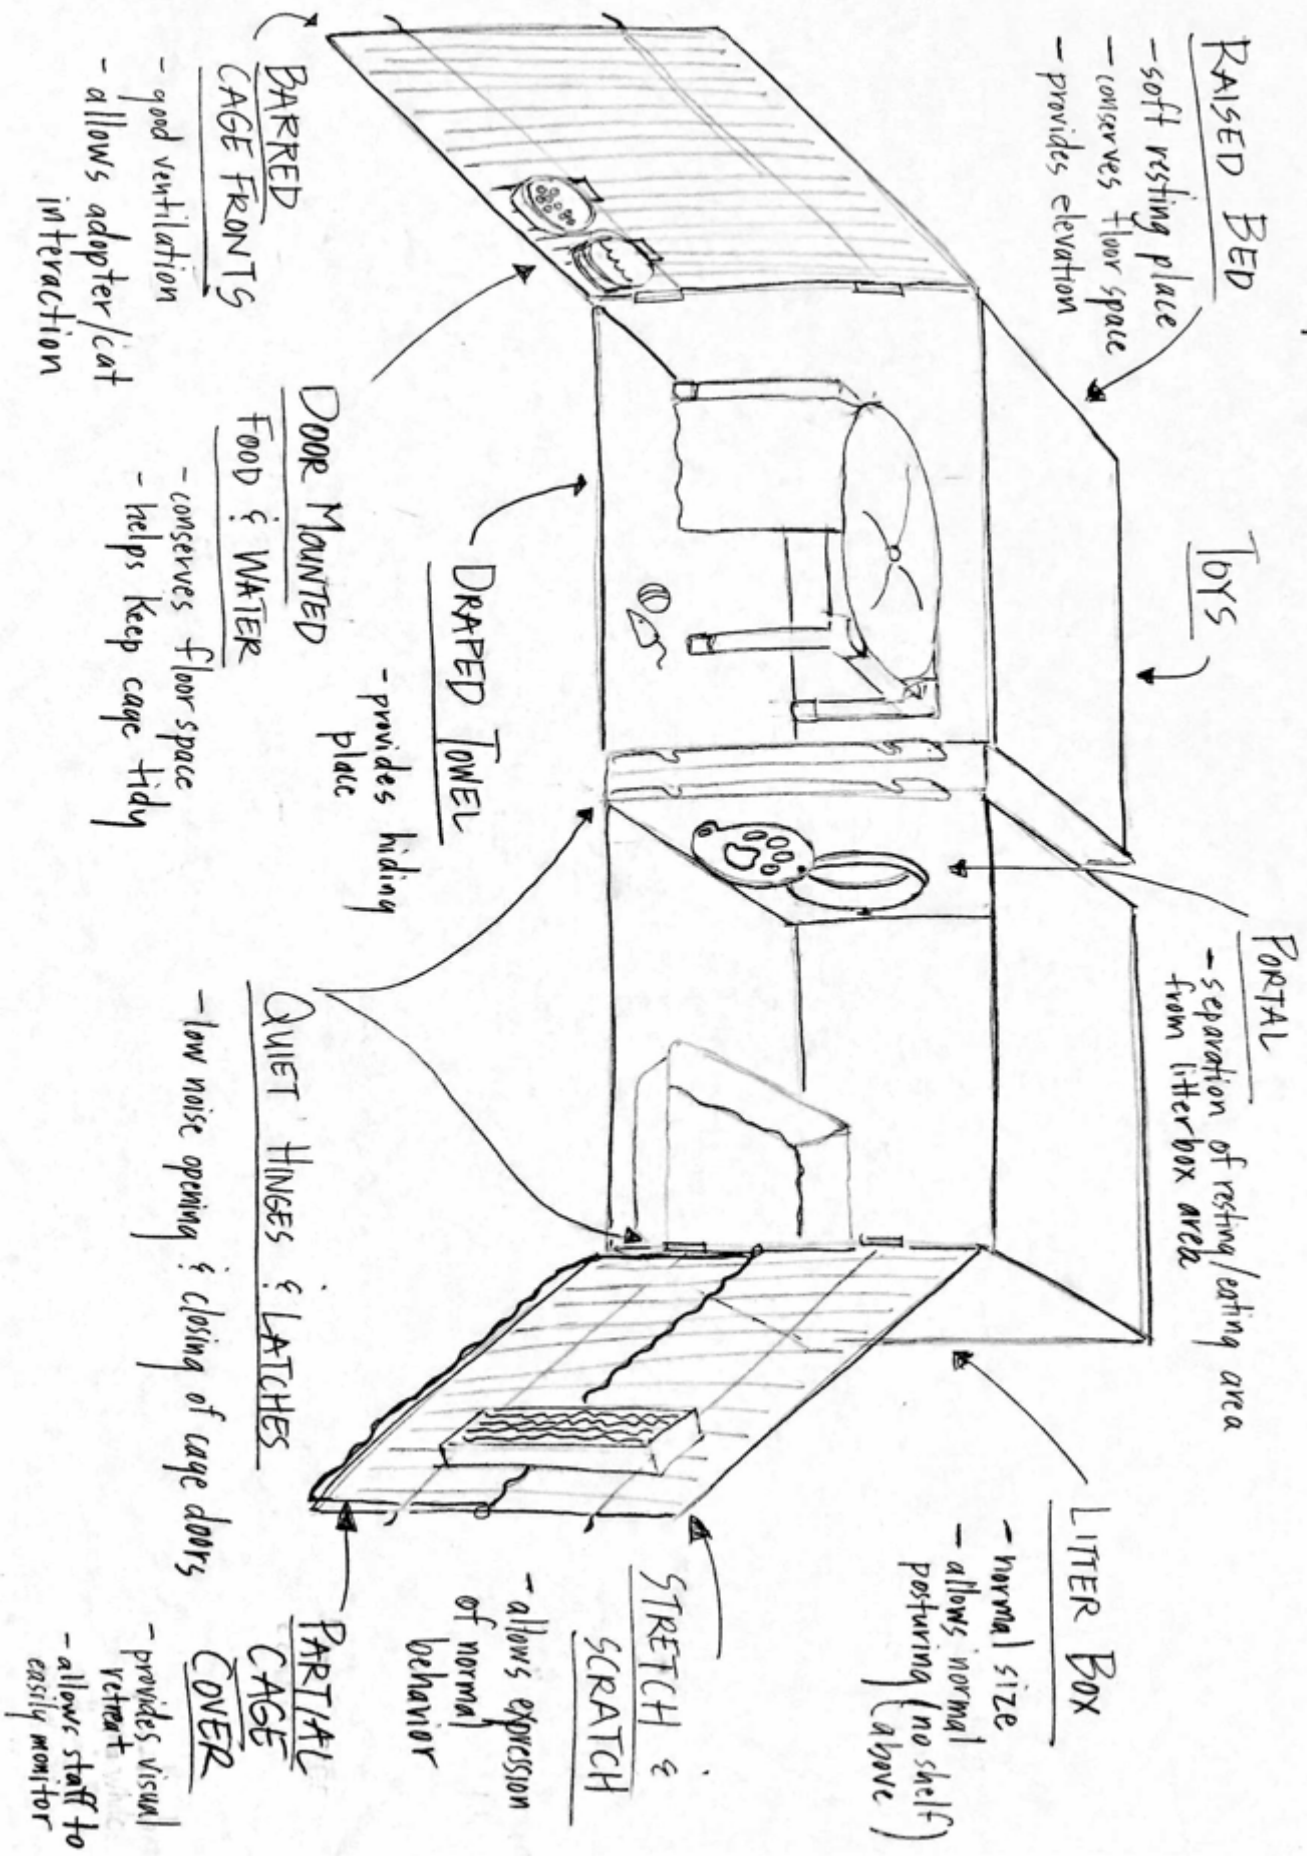 RAISED BED
- soft resting place
- conserves floor space
- provides elevation
TOYS
PORTAL
- separation of resting/eating area
from litterbox area
LITTER BOX
- normal size
- allows normal
posturing (no shelf
above)
STRETCH &
SCRATCH
- allows expression
of normal
behavior
PARTIAL
CAGE
COVER
- provides visual
retreat
- allows staff to
easily monitor
QUIET HINGES & LATCHES
- low noise opening & closing of cage doors
DRAPED TOWEL
- provides hiding
place
DOOR MOUNTED
FOOD & WATER
- conserves floor space
- helps keep cage tidy
BARRED
CAGE FRONTS
- good ventilation
- allows adopter/cat
interaction